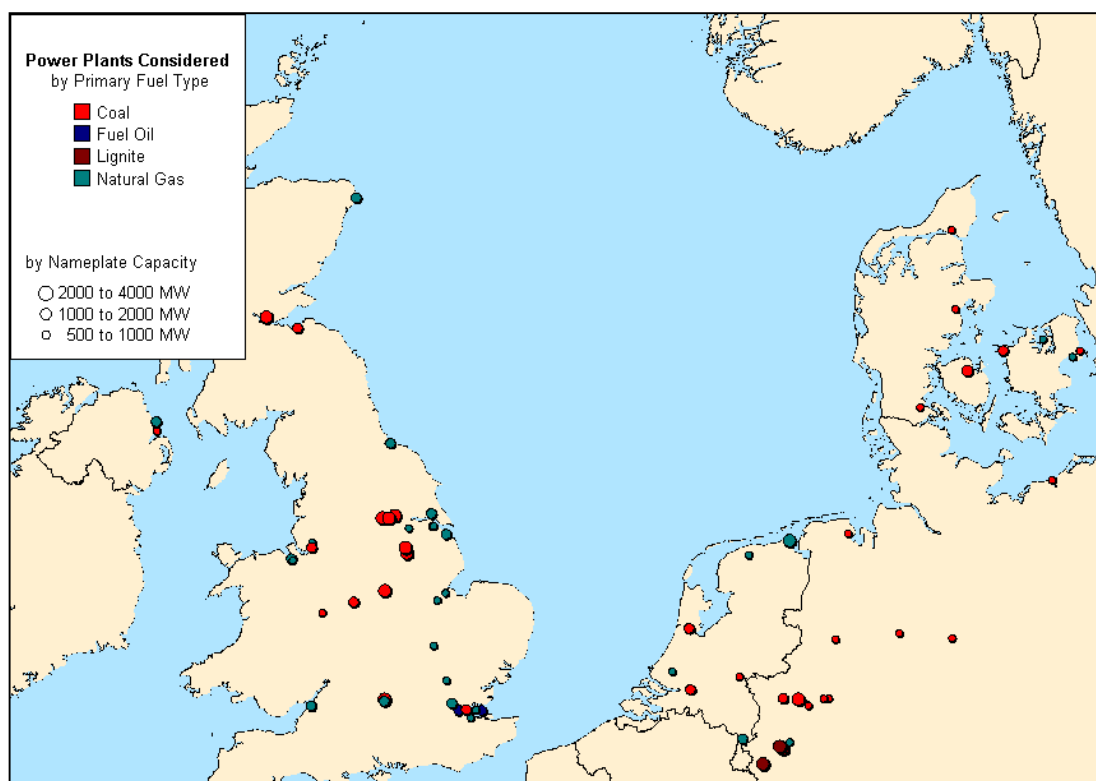 Power Plants Considered
by Primary Fuel Type
Coal
Fuel Oil
Lignite
Natural Gas
by Nameplate Capacity
2000 to 4000 MW
1000 to 2000 MW
500 to 1000 MW